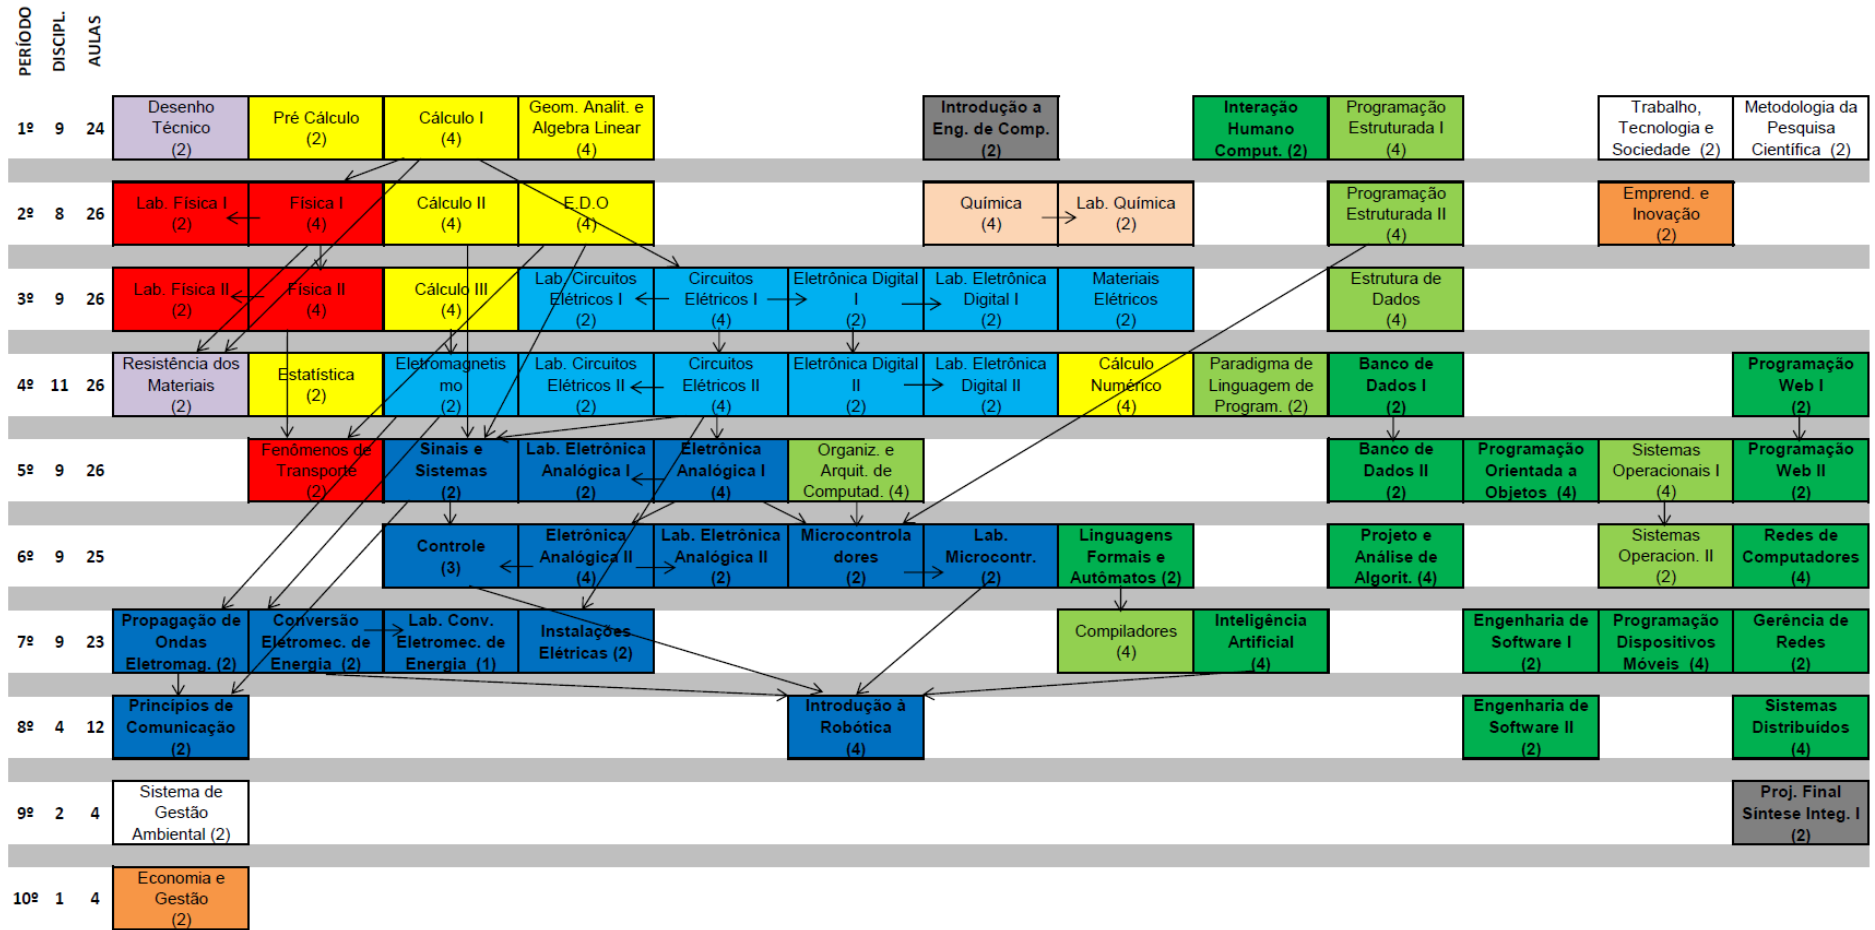 PERÍODO
DISCIPL.
AULAS
1º 9 24
Desenho
Técnico
(2)
Pré Cálculo
(2)
Cálculo I
(4)
Geom. Analit. e
Algebra Linear
(4)
Introdução a
Eng. de Comp.
(2)
Interação
Humano
Comput. (2)
Programação
Estruturada I
(4)
Trabalho,
Tecnologia e
Sociedade (2)
Metodologia da
Pesquisa
Científica (2)
2º 8 26
Lab. Física I
(2)
Física I
(4)
Cálculo II
(4)
E.D.O
(4)
Química
(4)
Lab. Química
(2)
Programação
Estruturada II
(4)
Emprend. e
Inovação
(2)
3º 9 26
Lab. Física II
(2)
Física II
(4)
Cálculo III
(4)
Lab. Circuitos
Elétricos I
(2)
Circuitos
Elétricos I
(4)
Eletrônica Digital
I
(2)
Lab. Eletrônica
Digital I
(2)
Materiais
Elétricos
(2)
Estrutura de
Dados
(4)
4º 11 26
Resistência dos
Materiais
(2)
Estatística
(2)
Eletromagnetis
mo
(2)
Lab. Circuitos
Elétricos II
(2)
Circuitos
Elétricos II
(4)
Eletrônica Digital
II
(2)
Lab. Eletrônica
Digital II
(2)
Cálculo
Numérico
(4)
Paradigma de
Linguagem de
Program. (2)
Banco de
Dados I
(2)
Programação
Web I
(2)
5º 9 26
Fenômenos de
Transporte
(2)
Sinais e
Sistemas
(2)
Lab. Eletrônica
Analógica I
(2)
Eletrônica
Analógica I
(4)
Organiz. e
Arquit. de
Computad. (4)
Banco de
Dados II
(2)
Programação
Orientada a
Objetos (4)
Sistemas
Operacionais I
(4)
Programação
Web II
(2)
6º 9 25
Controle
(3)
Eletrônica
Analógica II
(4)
Lab. Eletrônica
Analógica II
(2)
Microcontrola
dores
(2)
Lab.
Microcontr.
(2)
Linguagens
Formais e
Autômatos (2)
Projeto e
Análise de
Algorit. (4)
Sistemas
Operacion. II
(2)
Redes de
Computadores
(4)
7º 9 23
Propagação de
Ondas
Eletromag. (2)
Conversão
Eletromec. de
Energia (2)
Lab. Conv.
Eletromec. de
Energia (1)
Instalações
Elétricas (2)
Compiladores
(4)
Inteligência
Artificial
(4)
Engenharia de
Software I
(2)
Programação
Dispositivos
Móveis (4)
Gerência de
Redes
(2)
8º 4 12
Princípios de
Comunicação
(2)
Introdução à
Robótica
(4)
Engenharia de
Software II
(2)
Sistemas
Distribuídos
(4)
9º 2 4
Sistema de
Gestão
Ambiental (2)
Proj. Final
Síntese Integ. I
(2)
10º 1 4
Economia e
Gestão
(2)